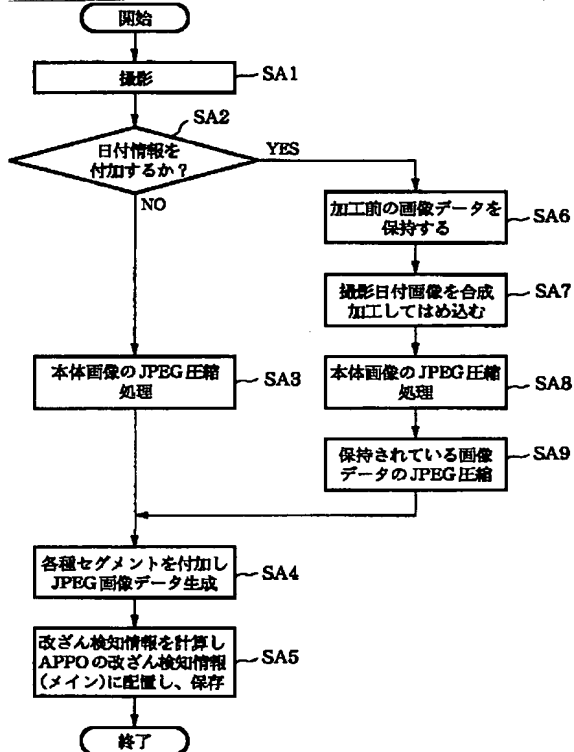 開始
撮影
SA1
SA2
日付情報を
付加するか？
YES
NO
加工前の画像データを
保持する
SA6
撮影日付画像を合成
加工してはめ込む
SA7
本体画像のJPEG圧縮
処理
SA3
本体画像のJPEG圧縮
処理
SA8
保持されている画像
データのJPEG圧縮
SA9
各種セグメントを付加し
JPEG画像データ生成
SA4
改ざん検知情報を計算し
APP0の改ざん検知情報
(メイン)に配置し、保存
SA5
終了